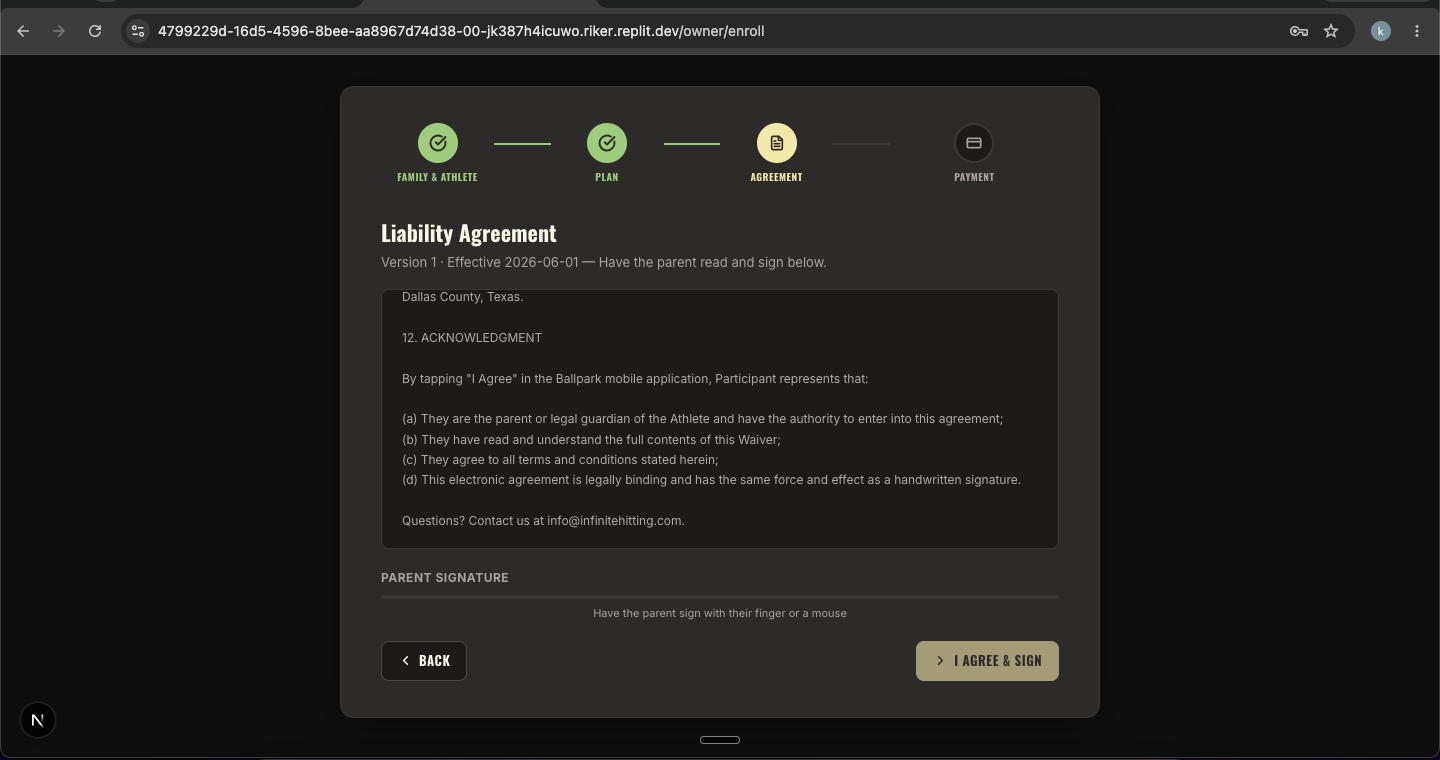 4799229d-16d5-4596-8bee-aa8967d74d38-00-jk387h4icuwo.riker.replit.dev/owner/enroll
k
FAMILY & ATHLETE
PLAN
AGREEMENT
PAYMENT
Liability Agreement
Version 1 · Effective 2026-06-01 — Have the parent read and sign below.
Dallas County, Texas.
12. ACKNOWLEDGMENT
By tapping "I Agree" in the Ballpark mobile application, Participant represents that:
(a) They are the parent or legal guardian of the Athlete and have the authority to enter into this agreement;
(b) They have read and understand the full contents of this Waiver;
(c) They agree to all terms and conditions stated herein;
(d) This electronic agreement is legally binding and has the same force and effect as a handwritten signature.
Questions? Contact us at info@infinitehitting.com.
PARENT SIGNATURE
Have the parent sign with their finger or a mouse
BACK
I AGREE & SIGN
N